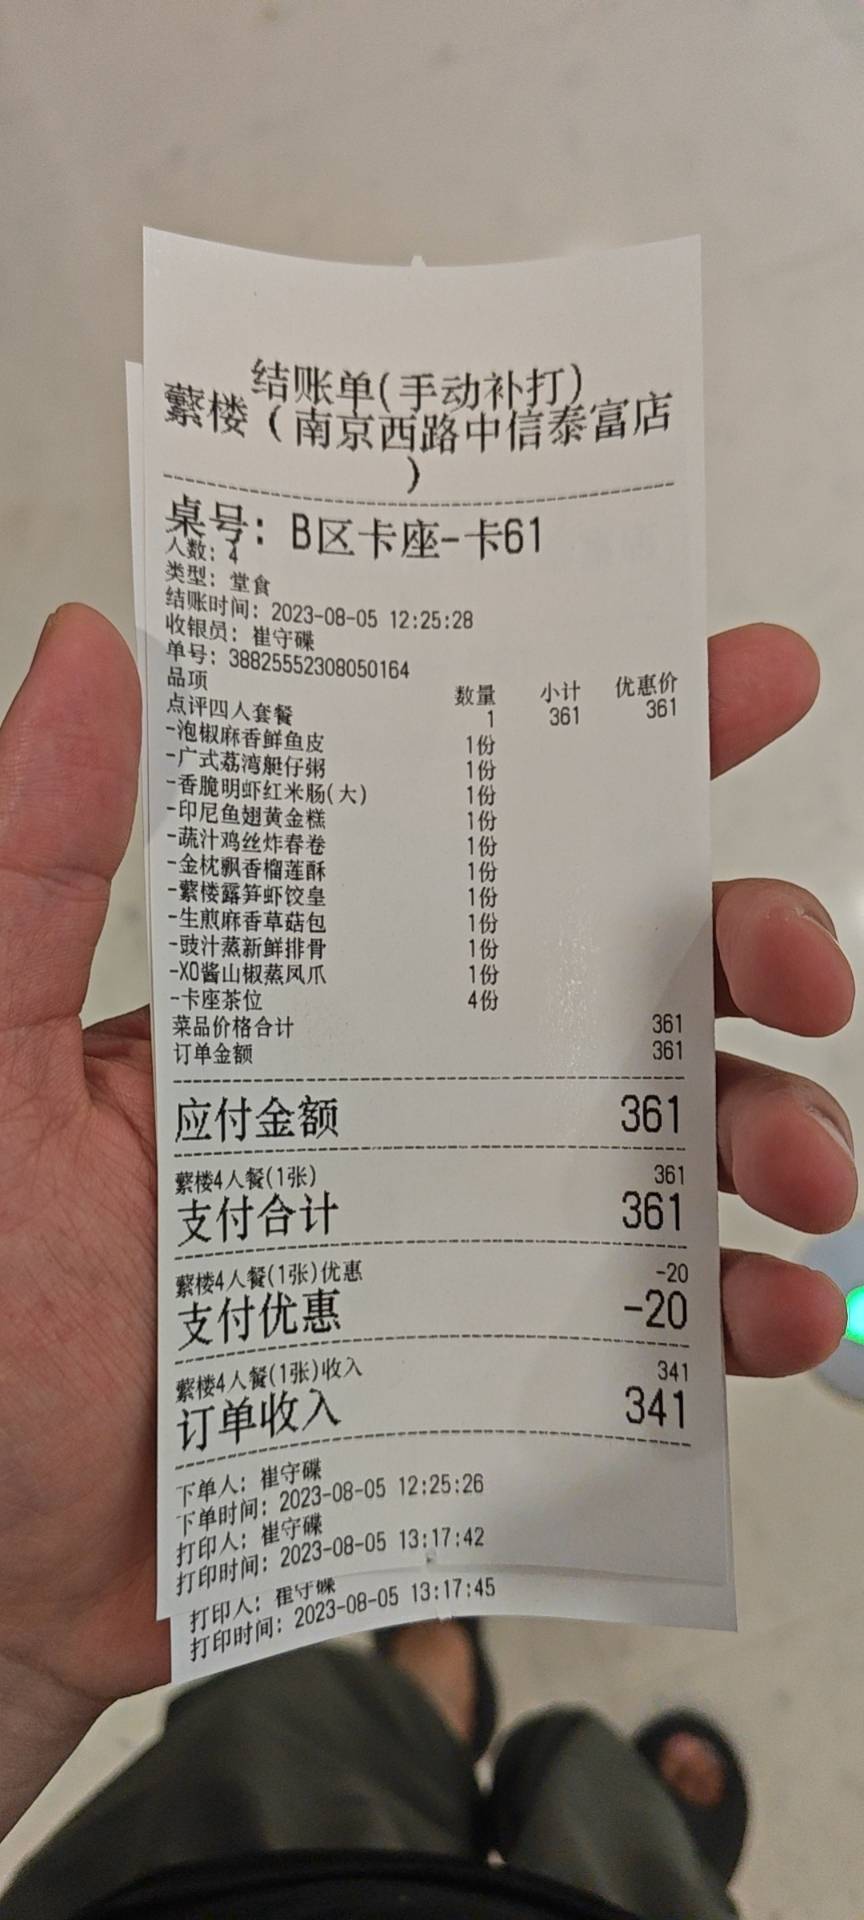 结账单(手动补打)
蘩楼（南京西路中信泰富店
）
桌号: B区卡座-卡61
人数: 4
类型: 堂食
结账时间: 2023-08-05 12:25:28
收银员: 崔守碟
单号: 38825552308050164
品项 数量 小计 优惠价
点评四人套餐 1 361 361
-泡椒麻香鲜鱼皮 1份
-广式荔湾艇仔粥 1份
-香脆明虾红米肠(大) 1份
-印尼鱼翅黄金糕 1份
-蔬汁鸡丝炸春卷 1份
-金枕飘香榴莲酥 1份
-蘩楼露笋虾饺皇 1份
-生煎麻香草菇包 1份
-豉汁蒸新鲜排骨 1份
-XO酱山椒蒸凤爪 1份
-卡座茶位 4份
菜品价格合计 361
订单金额 361
应付金额 361
蘩楼4人餐(1张) 361
支付合计 361
蘩楼4人餐(1张)优惠 -20
支付优惠 -20
蘩楼4人餐(1张)收入 341
订单收入 341
下单人: 崔守碟
下单时间: 2023-08-05 12:25:26
打印人: 崔守碟
打印时间: 2023-08-05 13:17:42
打印人: 崔守碟
打印时间: 2023-08-05 13:17:45